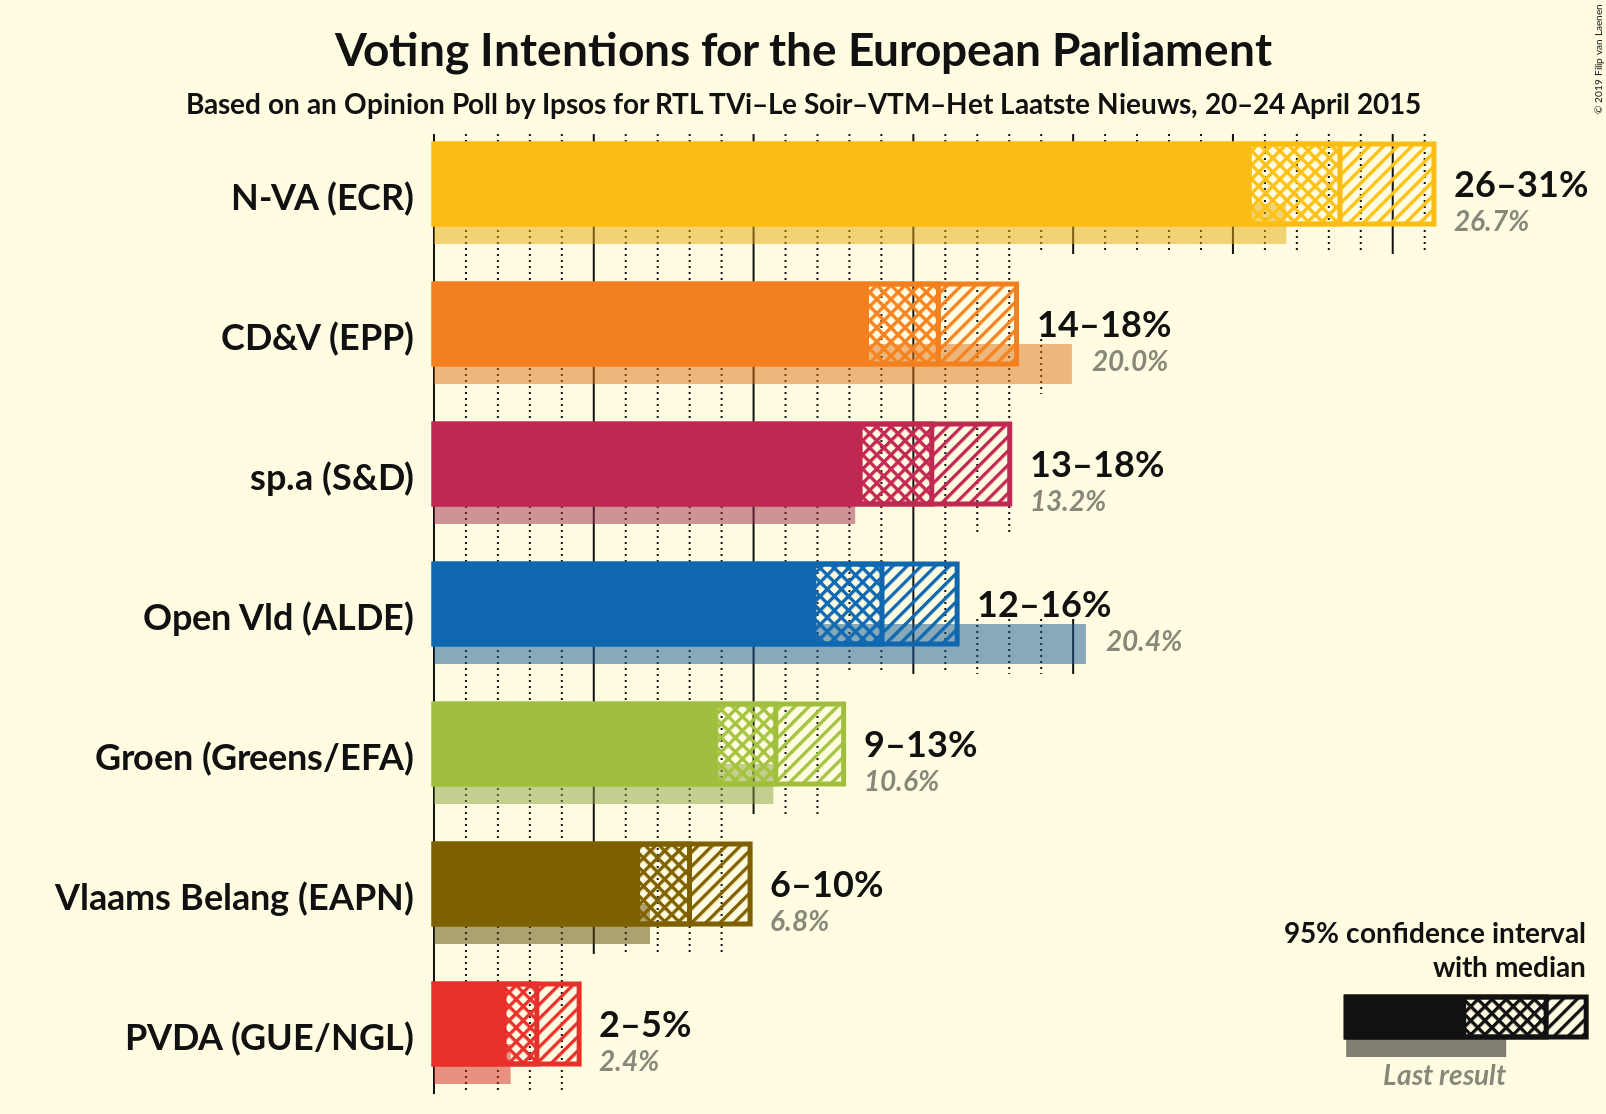 Voting Intentions for the European Parliament
Based on an Opinion Poll by Ipsos for RTL TVi–Le Soir–VTM–Het Laatste Nieuws, 20–24 April 2015
© 2019 Filip van Laenen
N-VA (ECR)
26–31%
26.7%
CD&V (EPP)
14–18%
20.0%
sp.a (S&D)
13–18%
13.2%
Open Vld (ALDE)
12–16%
20.4%
Groen (Greens/EFA)
9–13%
10.6%
Vlaams Belang (EAPN)
6–10%
6.8%
PVDA (GUE/NGL)
2–5%
2.4%
95% confidence interval
with median
Last result